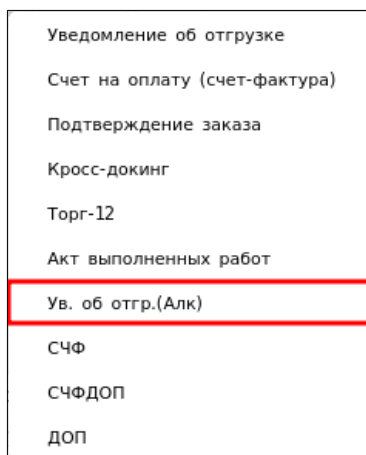 Уведомление об отгрузке
Счет на оплату (счет-фактура)
Подтверждение заказа
Кросс-докинг
Торг-12
Акт выполненных работ
Ув. об отгр.(Алк)
СЧФ
СЧФДОП
ДОП